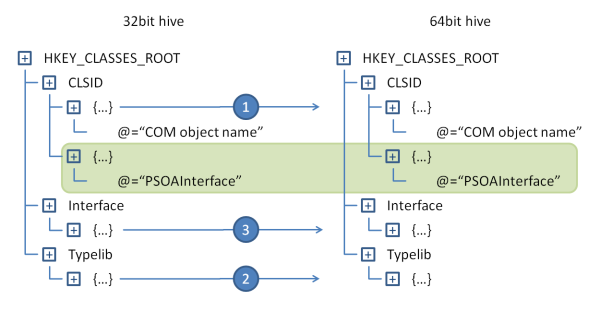 32bit hive 64bit hive
HKEY_CLASSES_ROOT HKEY_CLASSES_ROOT
CLSID CLSID
{...} 1 {...}
@=“COM object name” @=“COM object name”
{...} {...}
@=“PSOAInterface” @=“PSOAInterface”
Interface Interface
{...} 3 {...}
Typelib Typelib
{...} 2 {...}